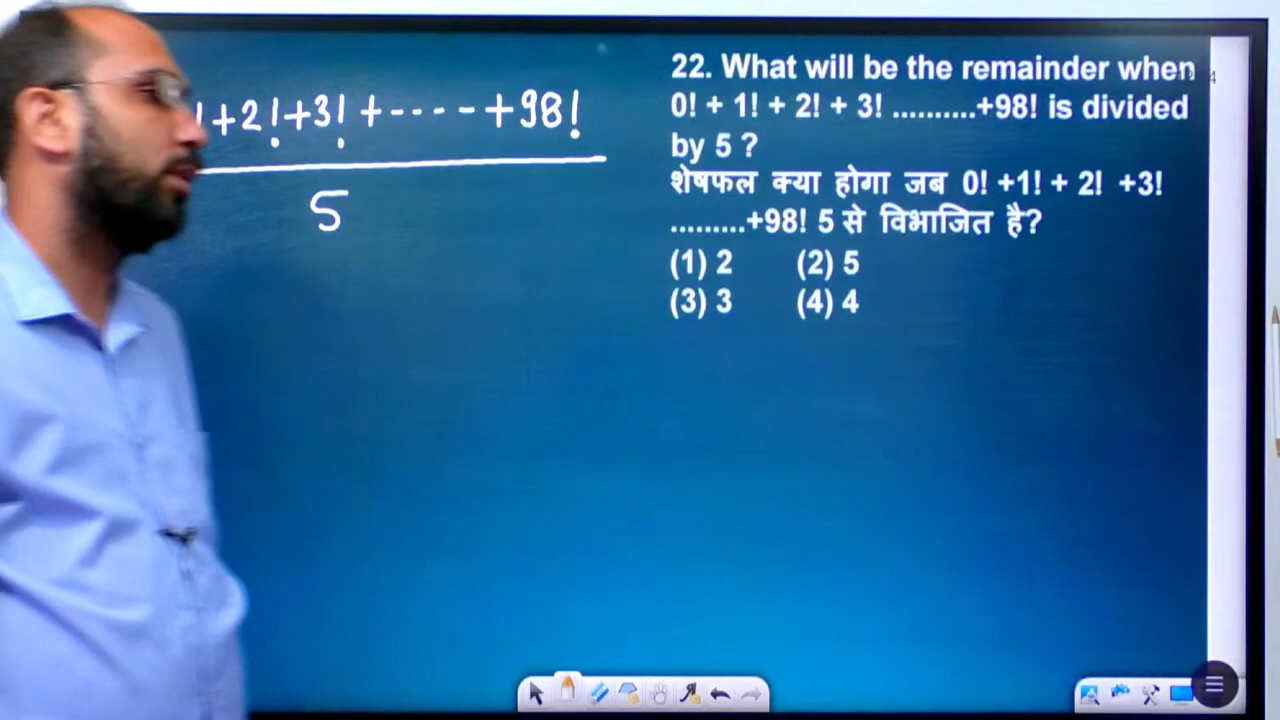 !+2!+3!+----+98!
5
22. What will be the remainder when
0! + 1! + 2! + 3! ..........+98! is divided
by 5 ?
शेषफल क्या होगा जब 0! +1! + 2! +3!
.........+98! 5 से विभाजित है?
(1) 2 (2) 5
(3) 3 (4) 4